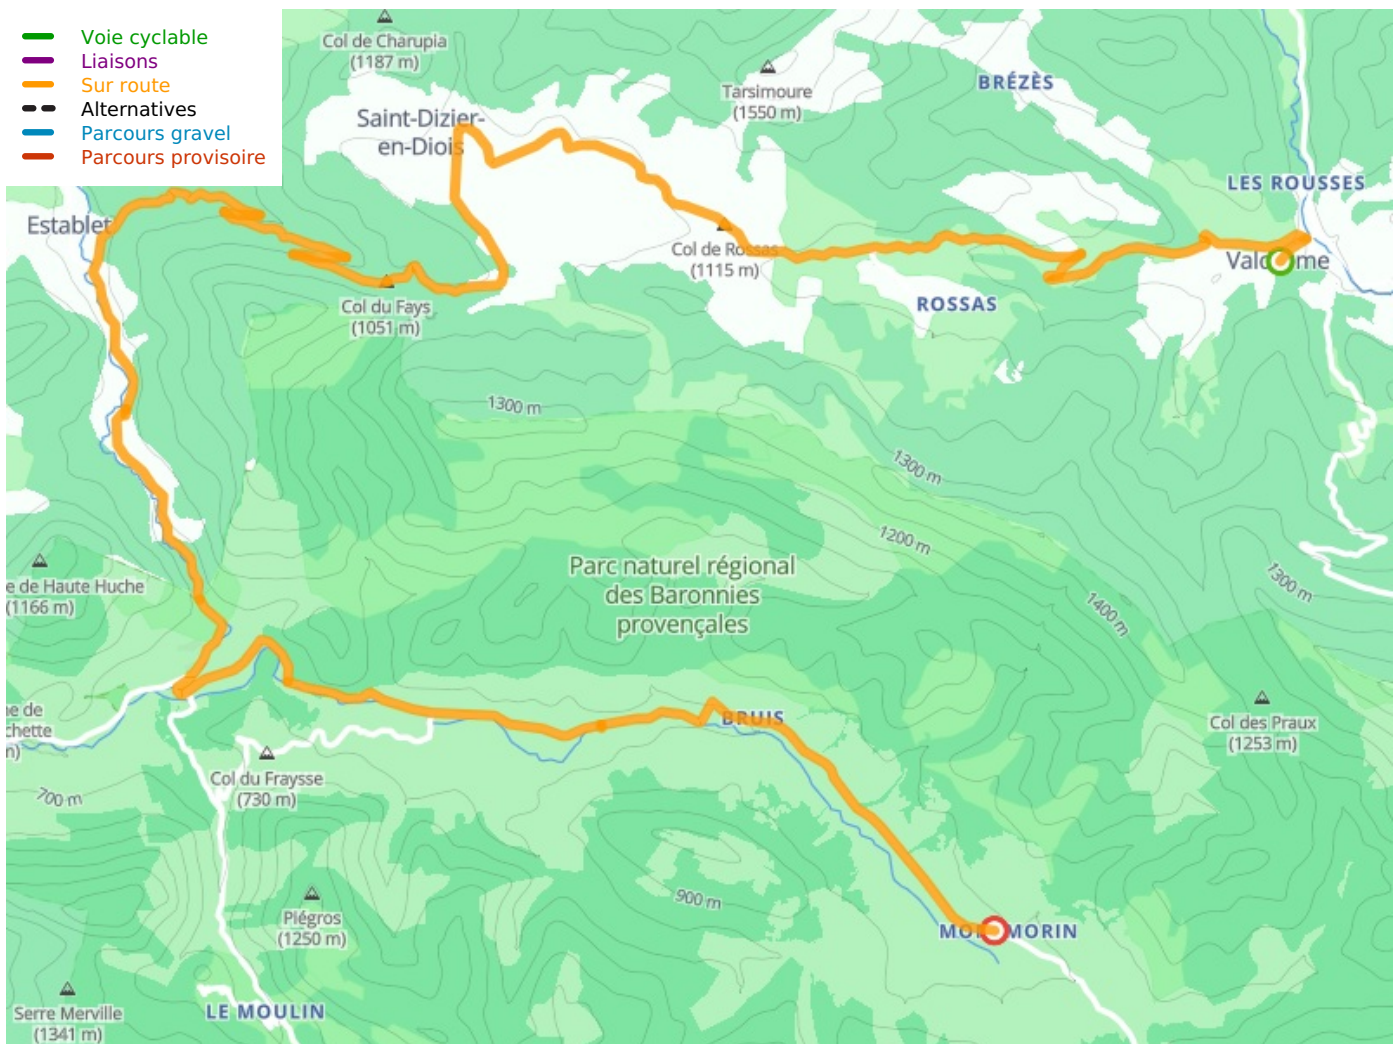 Voie cyclable
Liaisons
Sur route
Alternatives
Parcours gravel
Parcours provisoire
Col de Charupia
(1187 m)
Tarsimoure
(1550 m)
BRÉZÈS
Saint-Dizier-
en-Diois
LES ROUSSES
Establet
Col de Rossas
(1115 m)
Col du Fays
(1051 m)
ROSSAS
1300 m
1300 m
1200 m
Parc naturel régional
des Baronnies
provençales
e de Haute Huche
(1166 m)
1300 m
1400 m
ne de
chette
m)
BRUIS
Col des Praux
(1253 m)
Col du Fraysse
(730 m)
700 m
Piégros
(1250 m)
900 m
LE MOULIN
Serre Merville
(1341 m)